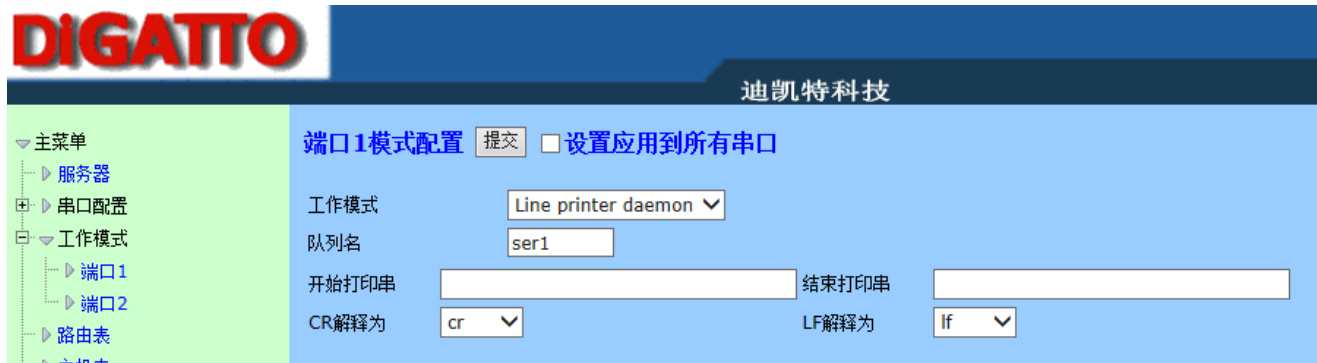 DiGATTO
迪凯特科技
主菜单
服务器
串口配置
工作模式
端口1
端口2
路由表
端口1模式配置 提交 设置应用到所有串口
工作模式 Line printer daemon
队列名 ser1
开始打印串 结束打印串
CR解释为 cr LF解释为 lf